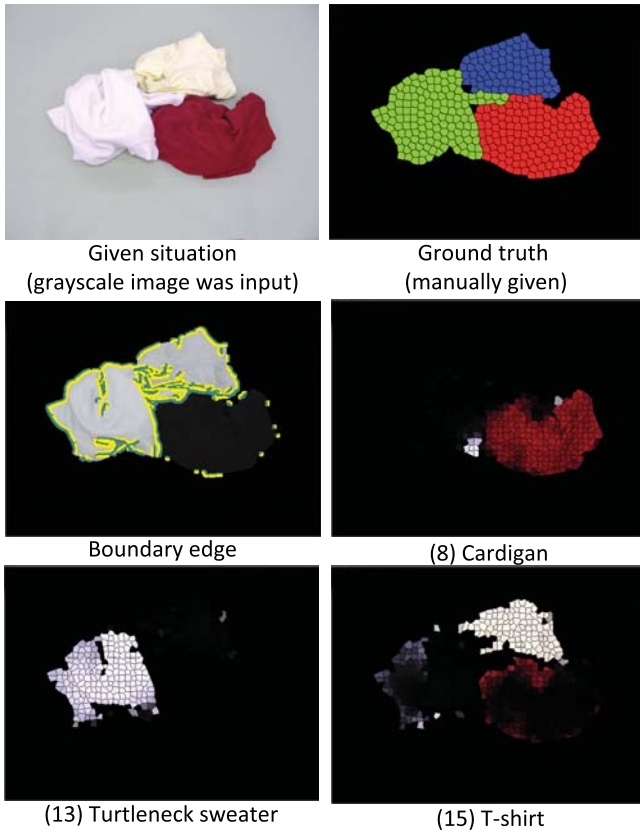 Given situation
(grayscale image was input)
Ground truth
(manually given)
Boundary edge
(8) Cardigan
(13) Turtleneck sweater
(15) T-shirt